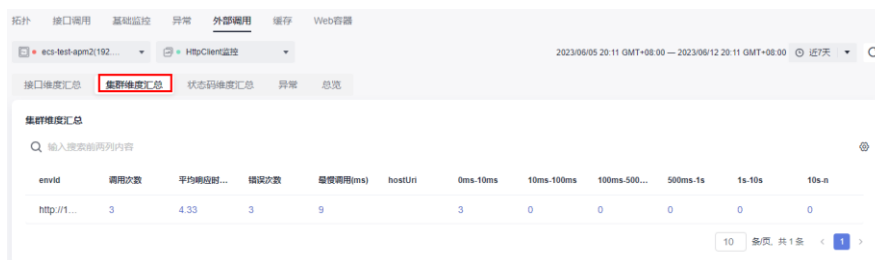 拓扑 接口调用 基础监控 异常 外部调用 缓存 Web容器
ecs-test-apm2(192.... HttpClient监控 2023/06/05 20:11 GMT+08:00 — 2023/06/12 20:11 GMT+08:00 近7天
接口维度汇总 集群维度汇总 状态码维度汇总 异常 总览
集群维度汇总
输入搜索前两列内容
envId 调用次数 平均响应时... 错误次数 最慢调用(ms) hostUri 0ms-10ms 10ms-100ms 100ms-500... 500ms-1s 1s-10s 10s-n
http://1... 3 4.33 3 9 3 0 0 0 0 0
10 条/页, 共1条 < 1 >